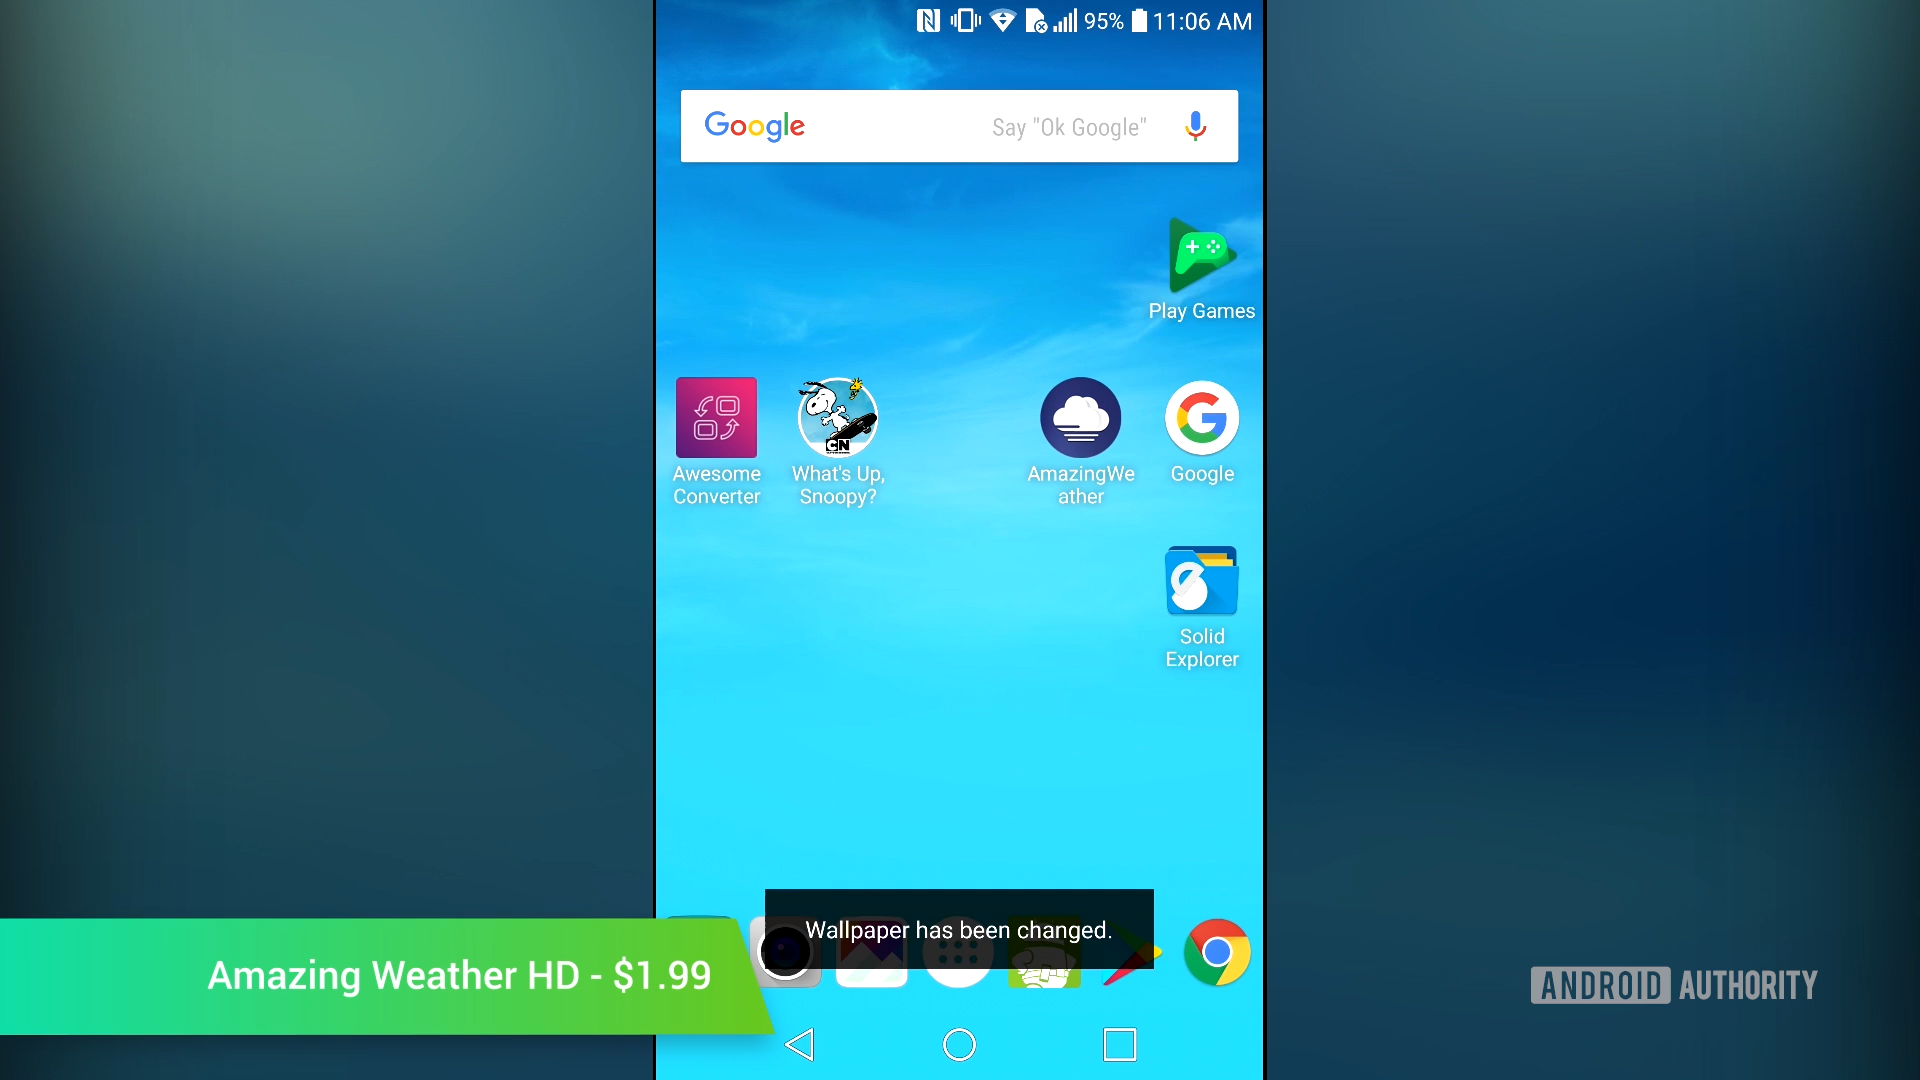 95% 11:06 AM
Google Say "Ok Google"
Play Games
Awesome
Converter
What's Up,
Snoopy?
CN
AmazingWe
ather
Google
Solid
Explorer
Wallpaper has been changed.
Amazing Weather HD - $1.99
ANDROID AUTHORITY